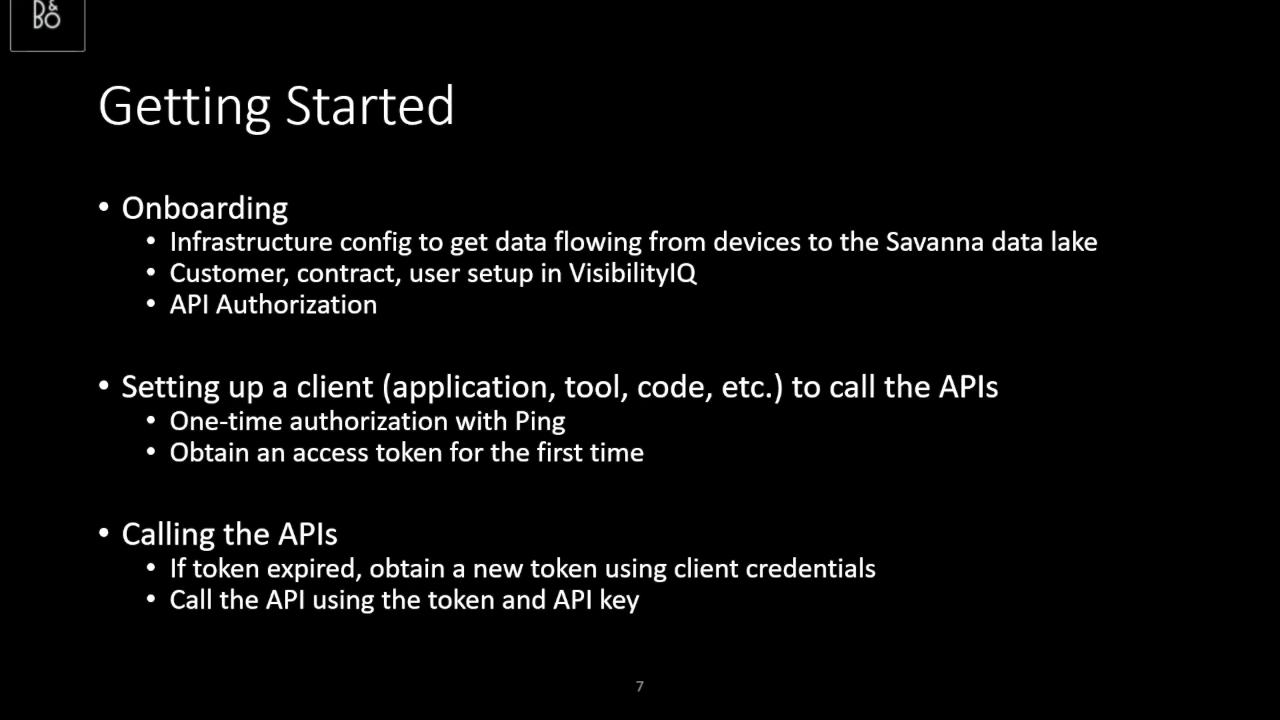 B&
BO
Getting Started
• Onboarding
• Infrastructure config to get data flowing from devices to the Savanna data lake
• Customer, contract, user setup in VisibilityIQ
• API Authorization
• Setting up a client (application, tool, code, etc.) to call the APIs
• One-time authorization with Ping
• Obtain an access token for the first time
• Calling the APIs
• If token expired, obtain a new token using client credentials
• Call the API using the token and API key
7